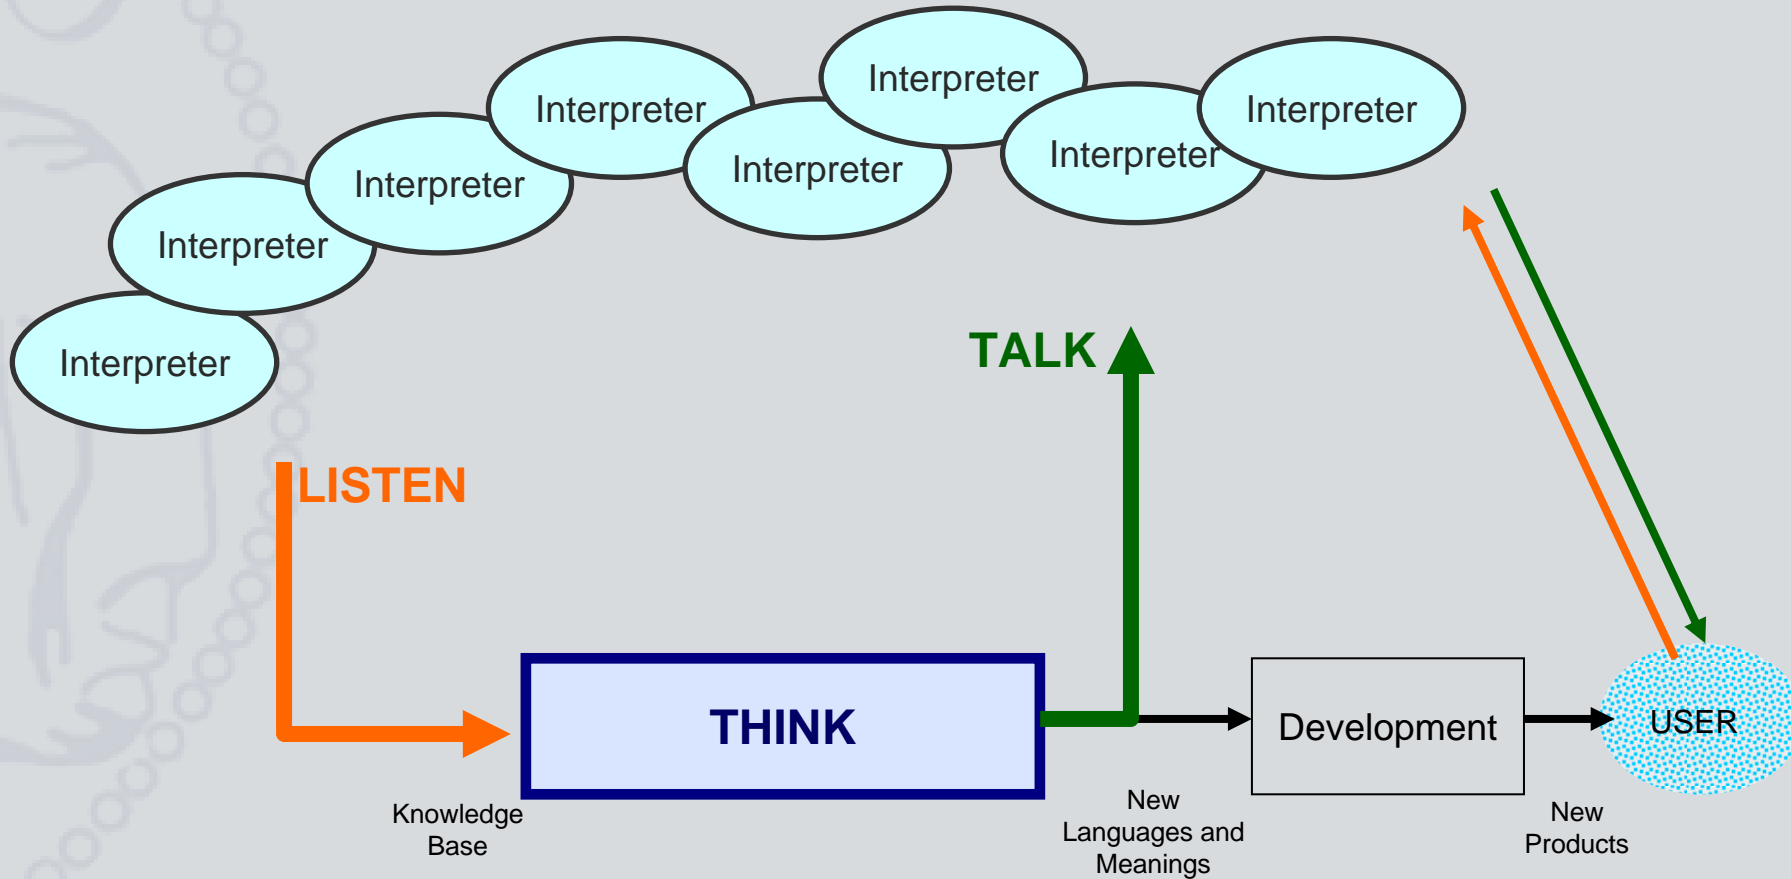 Interpreter
Interpreter
Interpreter
Interpreter
Interpreter
Interpreter
Interpreter
Interpreter
Interpreter
TALK
LISTEN
THINK
Development
USER
Knowledge
Base
New
Languages and
Meanings
New
Products